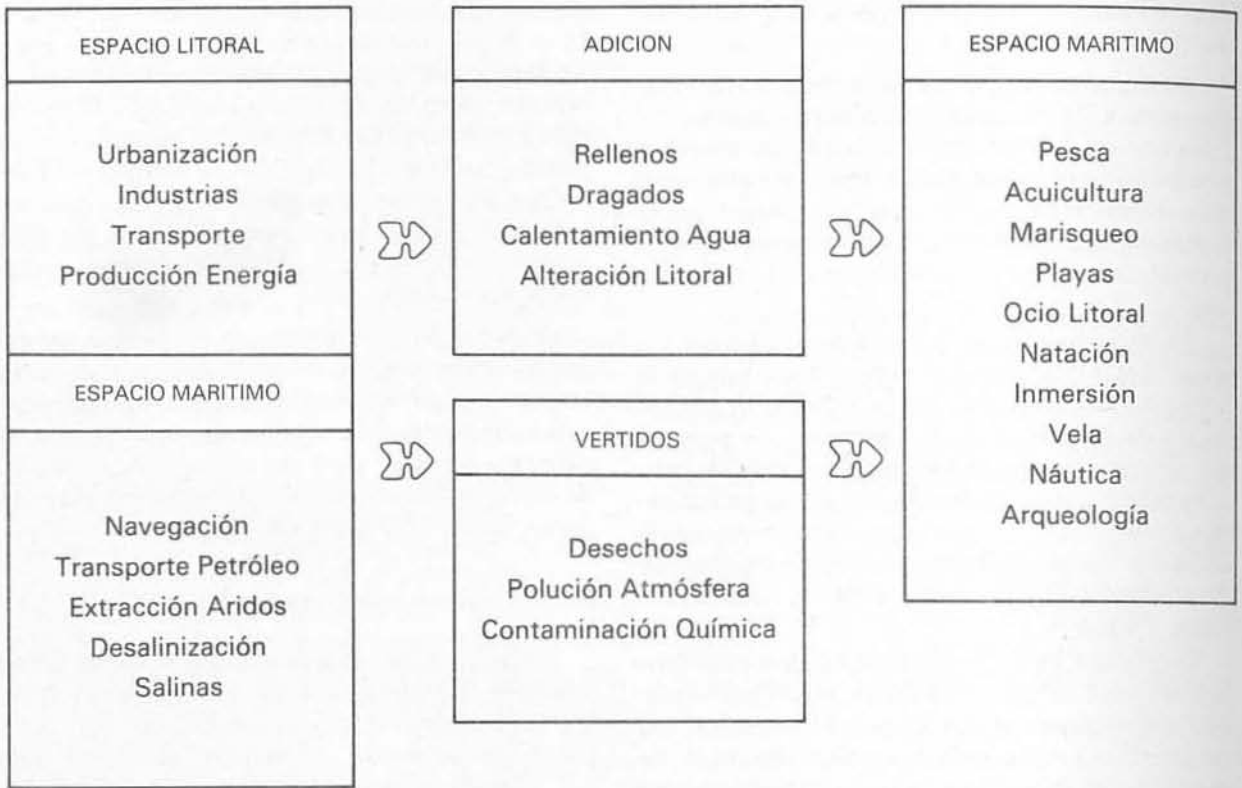 ESPACIO LITORAL
Urbanización
Industrias
Transporte
Producción Energía
ESPACIO MARITIMO
Navegación
Transporte Petróleo
Extracción Aridos
Desalinización
Salinas
ADICION
Rellenos
Dragados
Calentamiento Agua
Alteración Litoral
VERTIDOS
Desechos
Polución Atmósfera
Contaminación Química
ESPACIO MARITIMO
Pesca
Acuicultura
Marisqueo
Playas
Ocio Litoral
Natación
Inmersión
Vela
Náutica
Arqueología